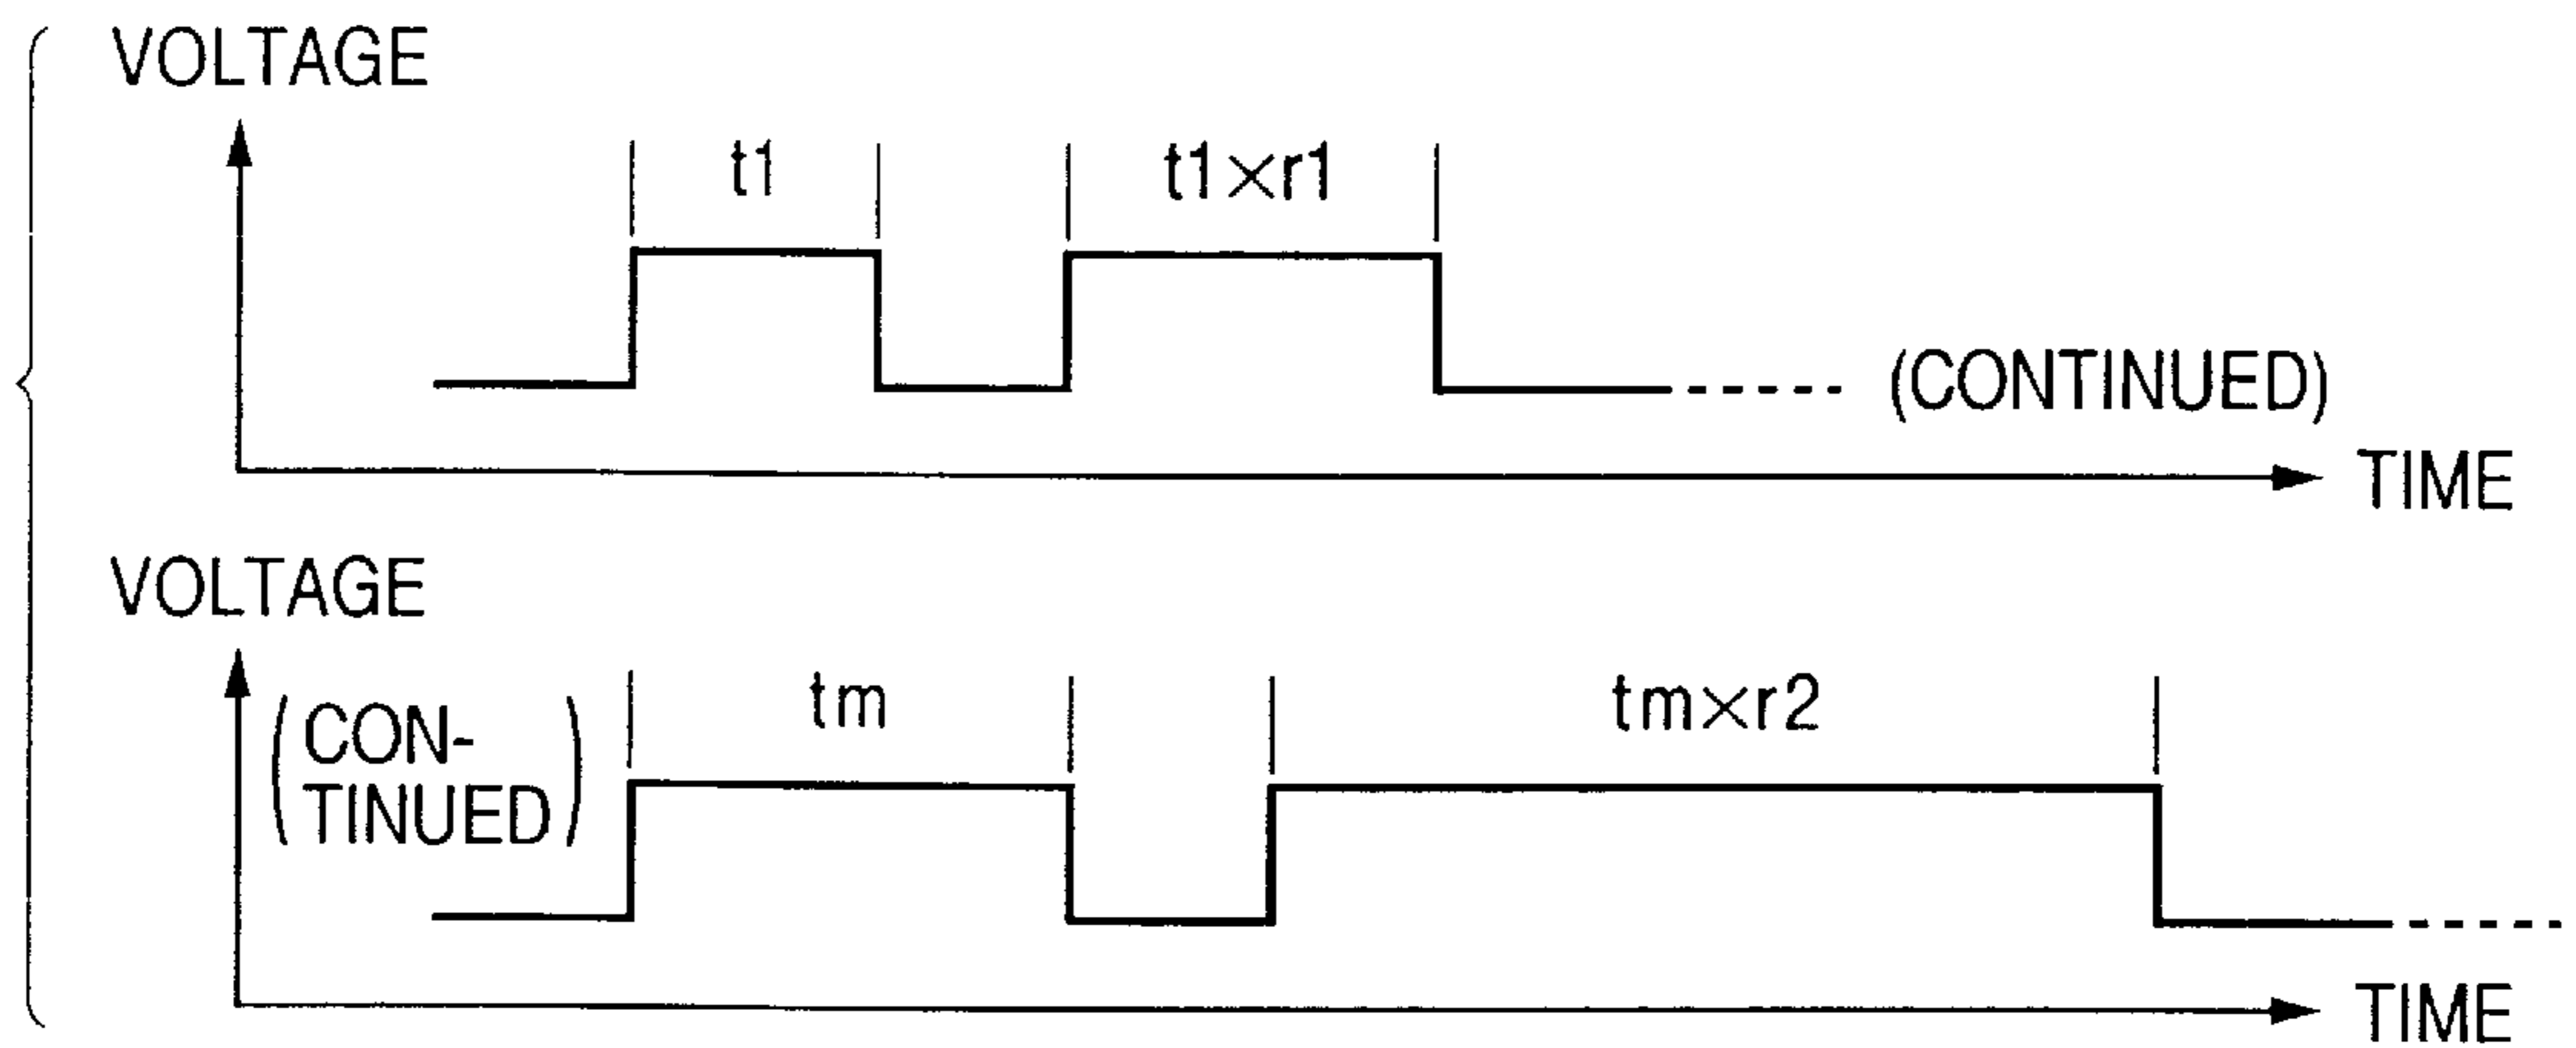 VOLTAGE
t1
t1×r1
(CONTINUED)
TIME
VOLTAGE
(CON-
TINUED)
tm
tm×r2
TIME